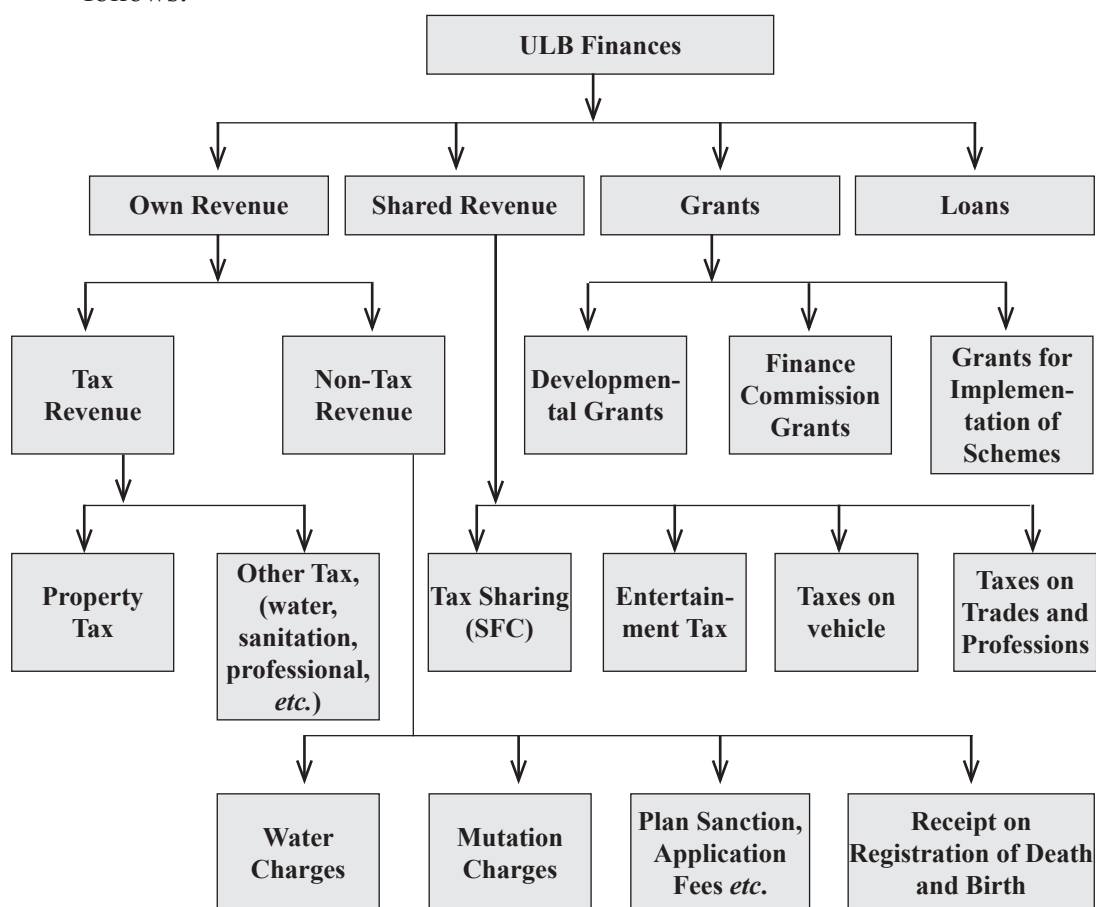 follows:
ULB Finances
Own Revenue
Shared Revenue
Grants
Loans
Tax
Revenue
Non-Tax
Revenue
Developmen-
tal Grants
Finance
Commission
Grants
Grants for
Implemen-
tation of
Schemes
Property
Tax
Other Tax,
(water,
sanitation,
professional,
etc.)
Tax Sharing
(SFC)
Entertain-
ment Tax
Taxes on
vehicle
Taxes on
Trades and
Professions
Water
Charges
Mutation
Charges
Plan Sanction,
Application
Fees etc.
Receipt on
Registration of Death
and Birth